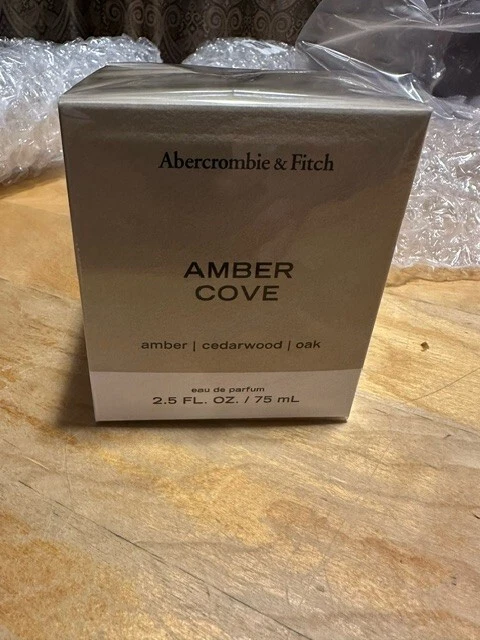 Abercrombie & Fitch
AMBER
COVE
amber | cedarwood | oak
eau de parfum
2.5 FL. OZ. / 75 mL